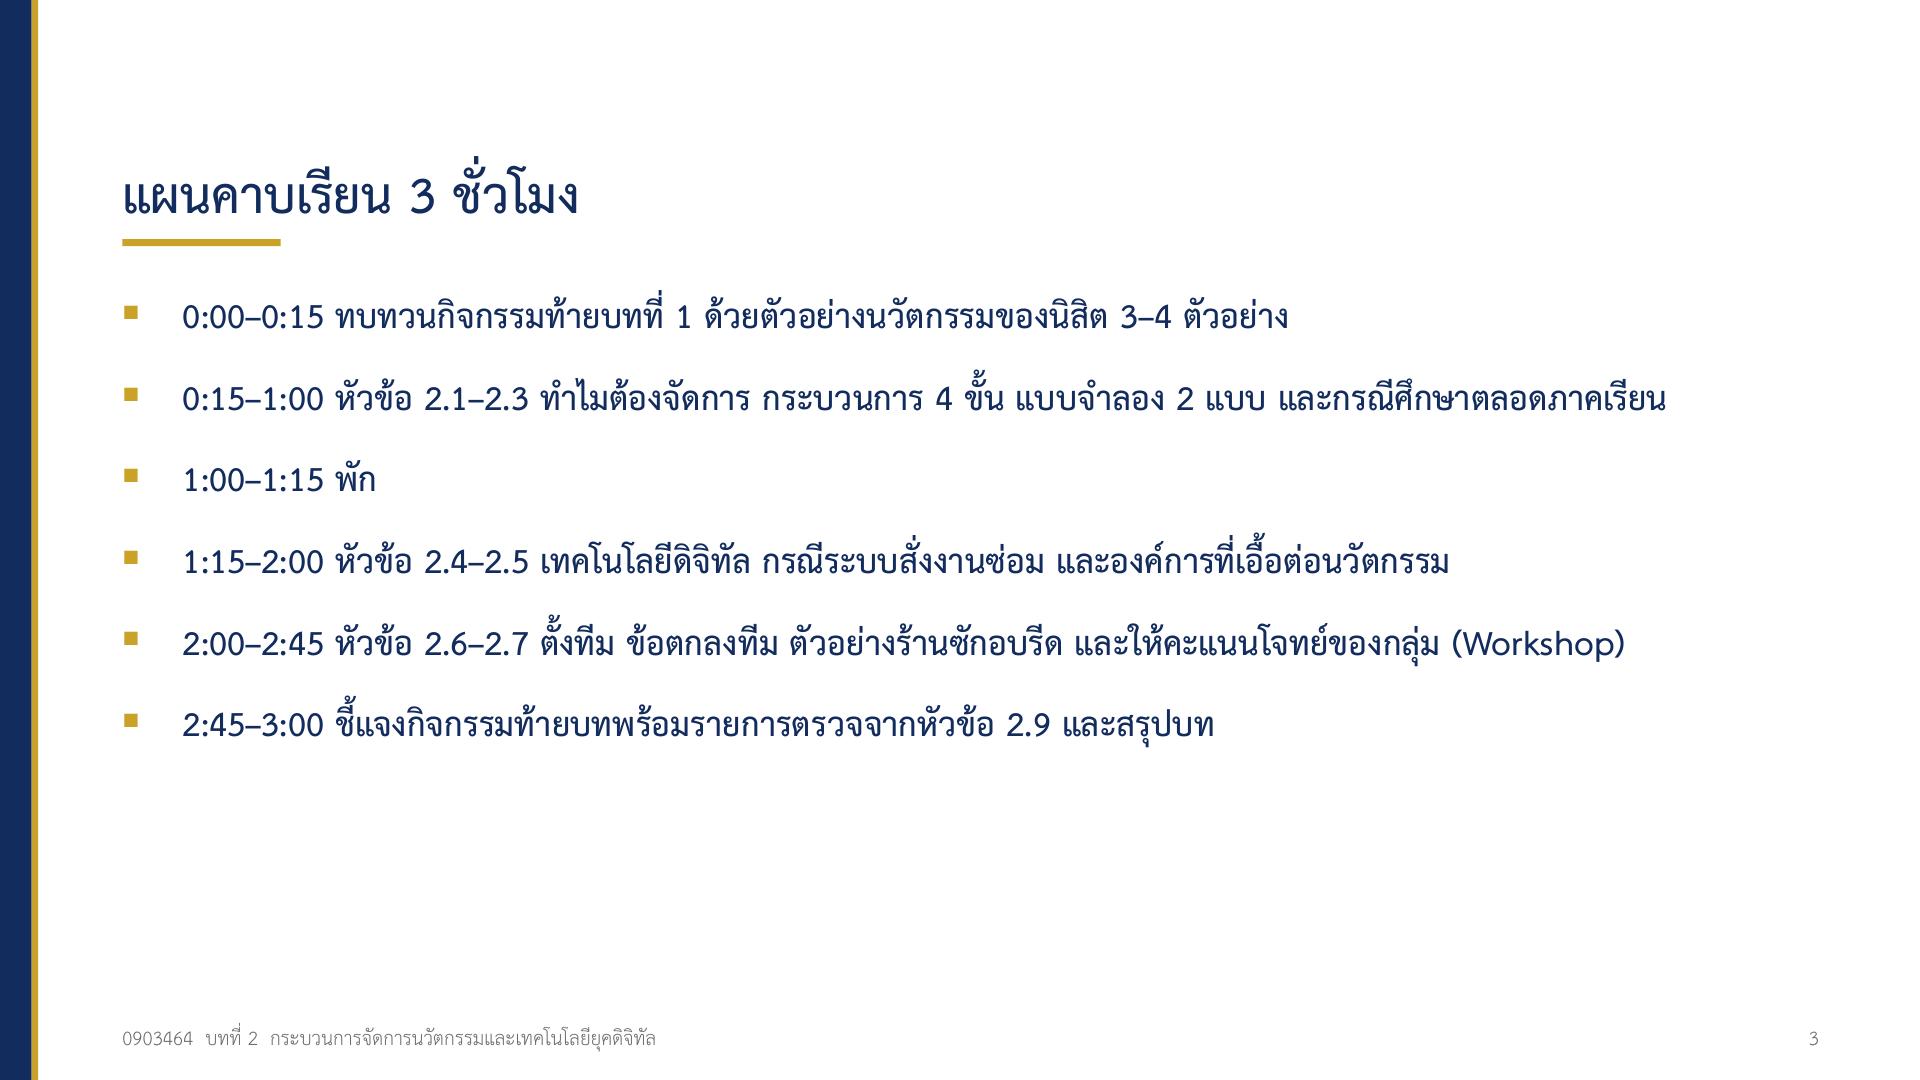 แผนคาบเรียน 3 ชั่วโมง
0:00–0:15 ทบทวนกิจกรรมท้ายบทที่ 1 ด้วยตัวอย่างนวัตกรรมของนิสิต 3–4 ตัวอย่าง
0:15–1:00 หัวข้อ 2.1–2.3 ทำไมต้องจัดการ กระบวนการ 4 ขั้น แบบจำลอง 2 แบบ และกรณีศึกษาตลอดภาคเรียน
1:00–1:15 พัก
1:15–2:00 หัวข้อ 2.4–2.5 เทคโนโลยีดิจิทัล กรณีระบบสั่งงานซ่อม และองค์การที่เอื้อต่อนวัตกรรม
2:00–2:45 หัวข้อ 2.6–2.7 ตั้งทีม ข้อตกลงทีม ตัวอย่างร้านซักอบรีด และให้คะแนนโจทย์ของกลุ่ม (Workshop)
2:45–3:00 ชี้แจงกิจกรรมท้ายบทพร้อมรายการตรวจจากหัวข้อ 2.9 และสรุปบท
0903464 บทที่ 2 กระบวนการจัดการนวัตกรรมและเทคโนโลยียุคดิจิทัล
3